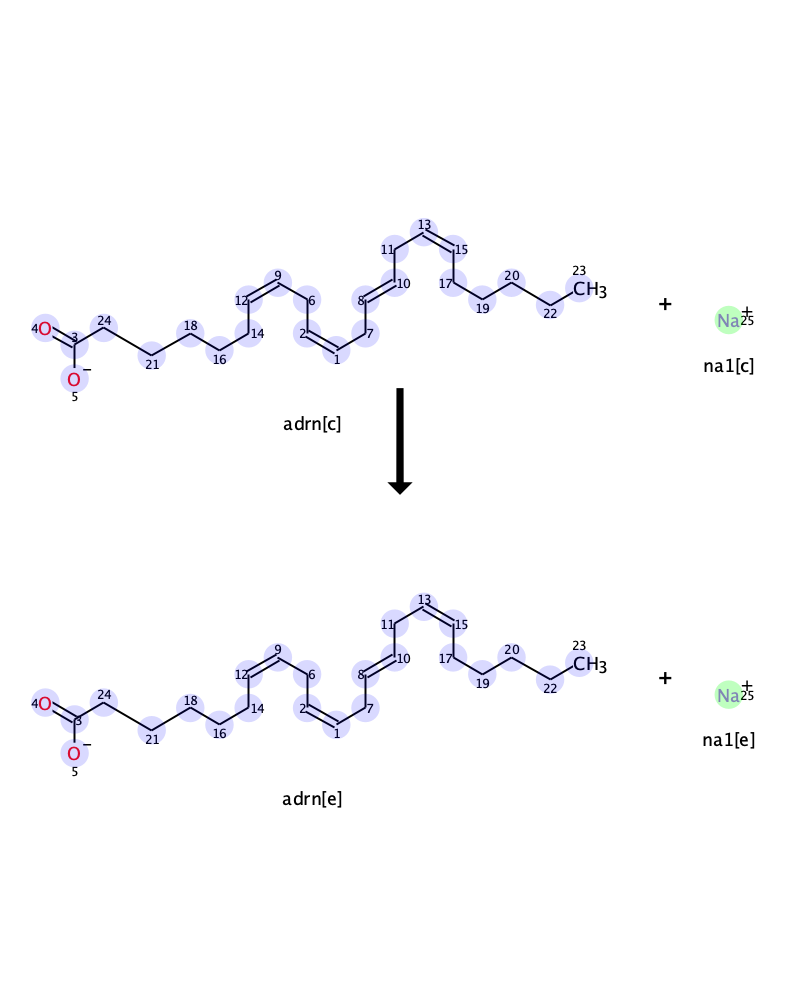 13
11 15
9 10 17 20 23
12 6 8 19 22 CH3 + Na+ 25
4 O 24 18 14 2 7
3 21 16 1 na1[c]
O−
5
adrn[c]
13
11 15
9 10 17 20 23
12 6 8 19 22 CH3 + Na+ 25
4 O 24 18 14 2 7
3 21 16 1 na1[e]
O−
5
adrn[e]